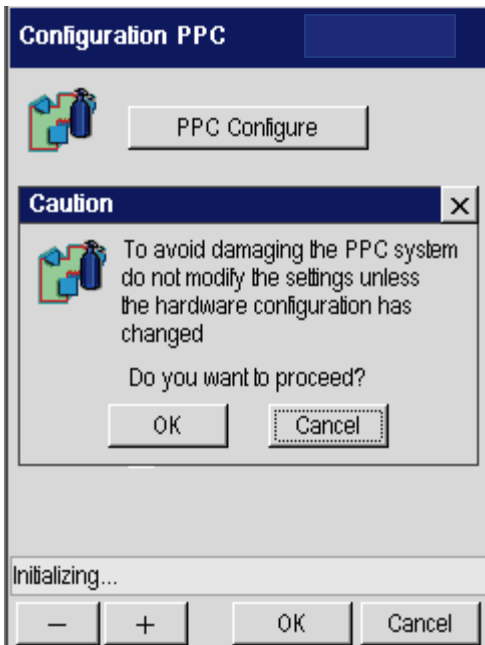 Configuration PPC
PPC Configure
Caution
To avoid damaging the PPC system
do not modify the settings unless
the hardware configuration has
changed
Do you want to proceed?
OK Cancel
Initializing...
– + OK Cancel